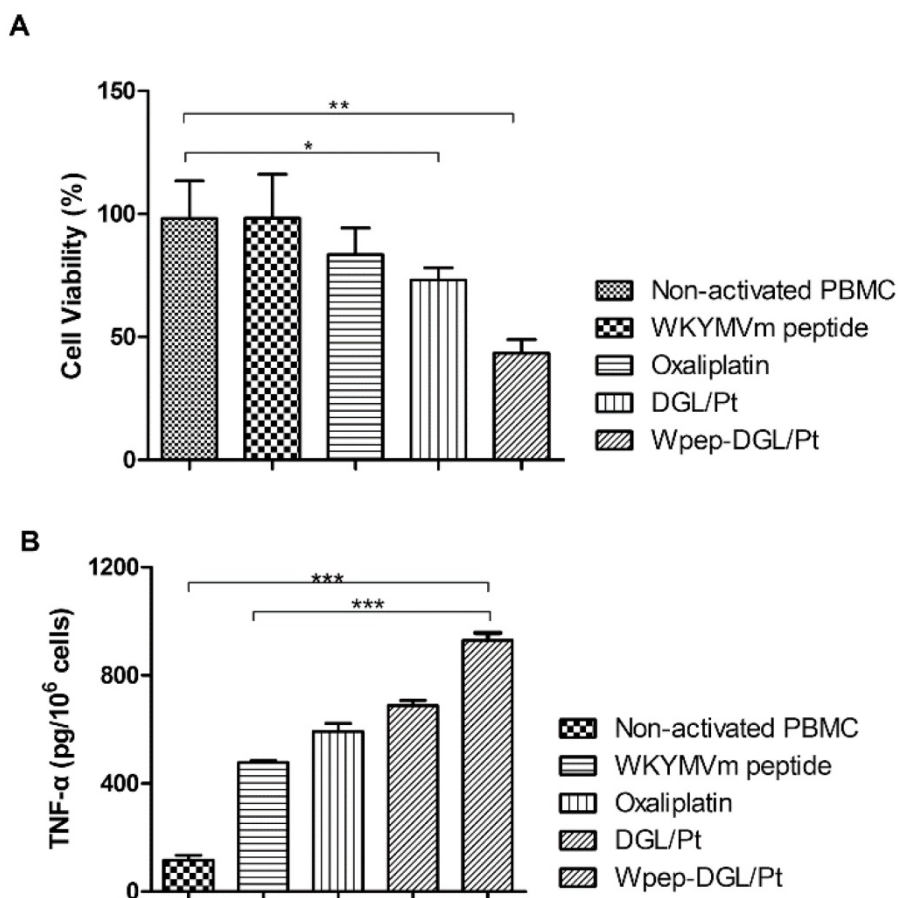 A
150
**
*
100
50
0
Cell Viability (%)
Non-activated PBMC
WKYMVm peptide
Oxaliplatin
DGL/Pt
Wpep-DGL/Pt
B
1200
***
***
800
400
0
TNF-α (pg/10⁶ cells)
Non-activated PBMC
WKYMVm peptide
Oxaliplatin
DGL/Pt
Wpep-DGL/Pt